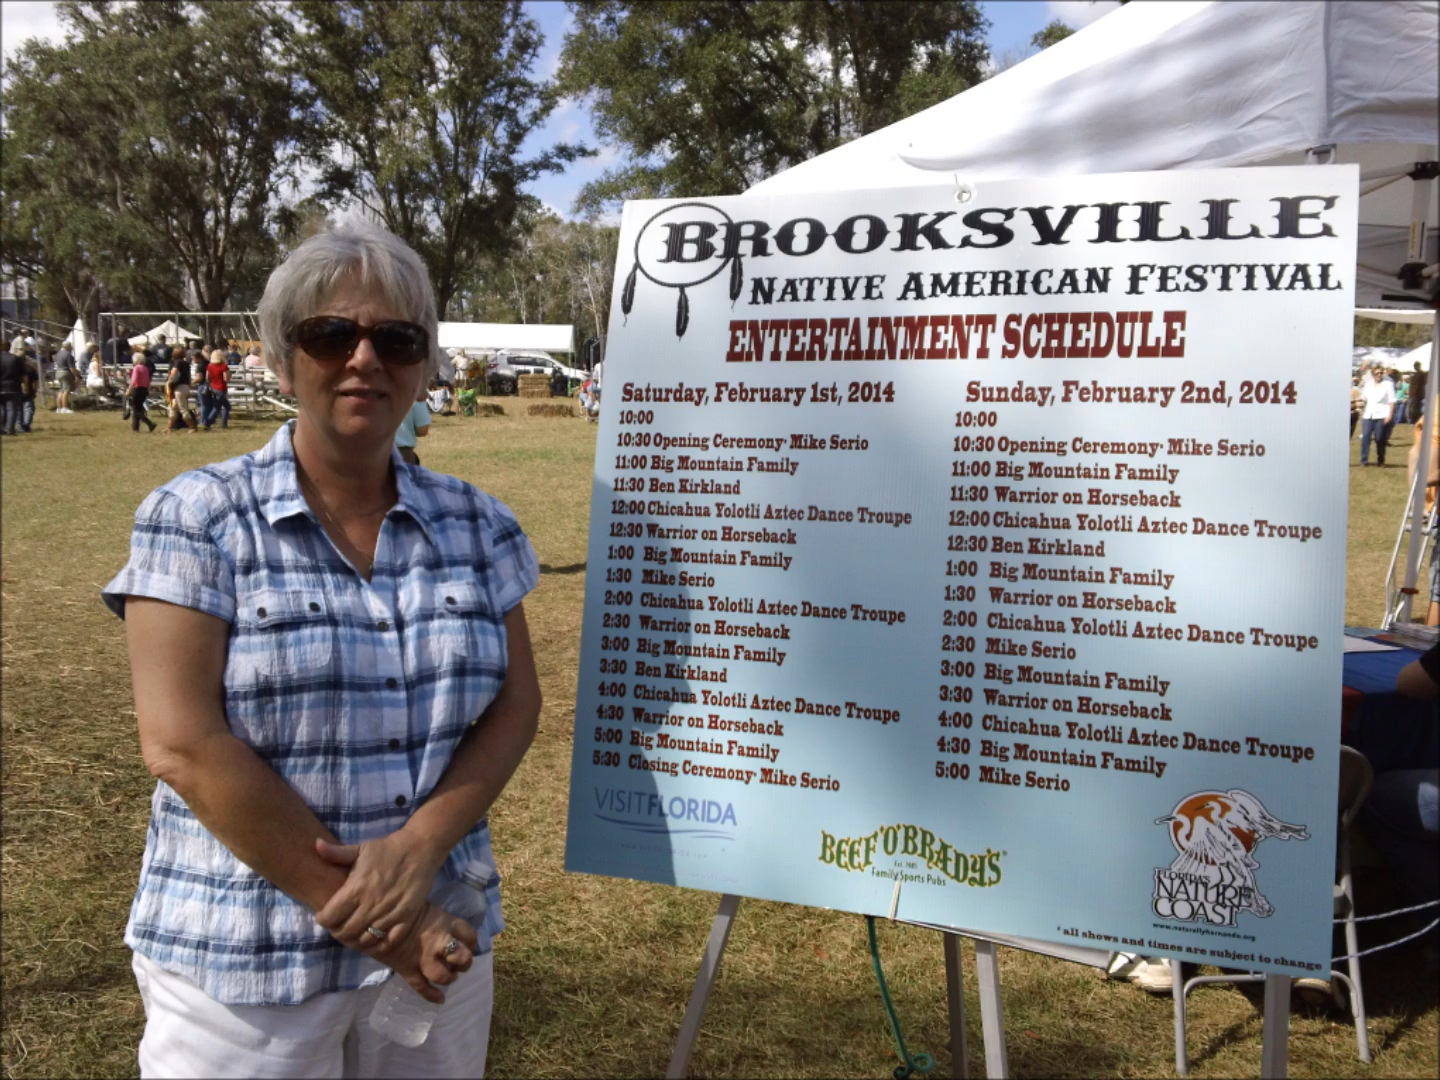 BROOKSVILLE
NATIVE AMERICAN FESTIVAL
ENTERTAINMENT SCHEDULE
Saturday, February 1st, 2014
10:00
10:30 Opening Ceremony- Mike Serio
11:00 Big Mountain Family
11:30 Ben Kirkland
12:00 Chicahua Yolotli Aztec Dance Troupe
12:30 Warrior on Horseback
1:00 Big Mountain Family
1:30 Mike Serio
2:00 Chicahua Yolotli Aztec Dance Troupe
2:30 Warrior on Horseback
3:00 Big Mountain Family
3:30 Ben Kirkland
4:00 Chicahua Yolotli Aztec Dance Troupe
4:30 Warrior on Horseback
5:00 Big Mountain Family
5:30 Closing Ceremony- Mike Serio
Sunday, February 2nd, 2014
10:00
10:30 Opening Ceremony- Mike Serio
11:00 Big Mountain Family
11:30 Warrior on Horseback
12:00 Chicahua Yolotli Aztec Dance Troupe
12:30 Ben Kirkland
1:00 Big Mountain Family
1:30 Warrior on Horseback
2:00 Chicahua Yolotli Aztec Dance Troupe
2:30 Mike Serio
3:00 Big Mountain Family
3:30 Warrior on Horseback
4:00 Chicahua Yolotli Aztec Dance Troupe
4:30 Big Mountain Family
5:00 Mike Serio
VISITFLORIDA
BEEF 'O' BRADY'S
Est. 1985
Family Sports Pubs
FLORIDA'S
NATURE
COAST
www.naturallyhernando.org
* all shows and times are subject to change